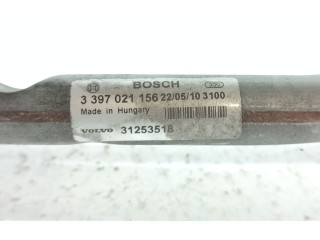 BOSCH
3 397 021 156 22/05/10 3100
Made in Hungary
VOLVO 31253518